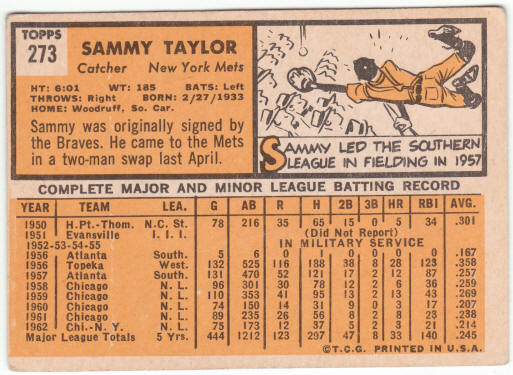 TOPPS
273
SAMMY TAYLOR
Catcher New York Mets
HT: 6:01 WT: 185 BATS: Left
THROWS: Right BORN: 2/27/1933
HOME: Woodruff, So. Car.
Sammy was originally signed by
the Braves. He came to the Mets
in a two-man swap last April.
SAMMY LED THE SOUTHERN
LEAGUE IN FIELDING IN 1957
COMPLETE MAJOR AND MINOR LEAGUE BATTING RECORD
YEAR TEAM LEA. G AB R H 2B 3B HR RBI AVG.
1950 H.Pt.-Thom. N.C. St. 78 216 35 65 15 0 5 34 .301
1951 Evansville I. I. I. (Did Not Report)
1952-53-54-55 IN MILITARY SERVICE
1956 Atlanta South. 5 6 0 1 0 0 0 0 .167
1956 Topeka West. 132 525 116 188 38 8 28 123 .358
1957 Atlanta South. 131 470 52 121 17 2 12 87 .257
1958 Chicago N. L. 96 301 30 78 12 2 6 36 .259
1959 Chicago N. L. 110 353 41 95 13 2 13 43 .269
1960 Chicago N. L. 74 150 14 31 9 0 3 17 .207
1961 Chicago N. L. 89 235 26 56 8 2 8 23 .238
1962 Chi.-N. Y. N. L. 75 173 12 37 5 2 3 21 .214
Major League Totals 5 Yrs. 444 1212 123 297 47 8 33 140 .245
©T.C.G. PRINTED IN U.S.A.